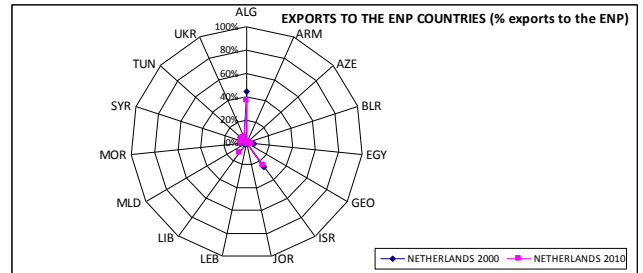 EXPORTS TO THE ENP COUNTRIES (% exports to the ENP)
ALG
ARM
AZE
BLR
EGY
GEO
ISR
JOR
LEB
LIB
MLD
MOR
SYR
TUN
UKR
100%
80%
60%
40%
20%
0%
NETHERLANDS 2000
NETHERLANDS 2010